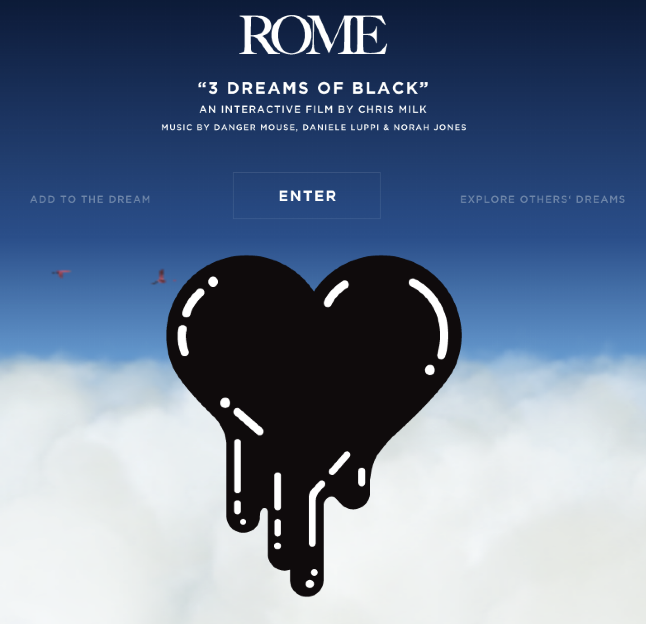 ROME
“3 DREAMS OF BLACK”
AN INTERACTIVE FILM BY CHRIS MILK
MUSIC BY DANGER MOUSE, DANIELE LUPPI & NORAH JONES
ADD TO THE DREAM
ENTER
EXPLORE OTHERS’ DREAMS